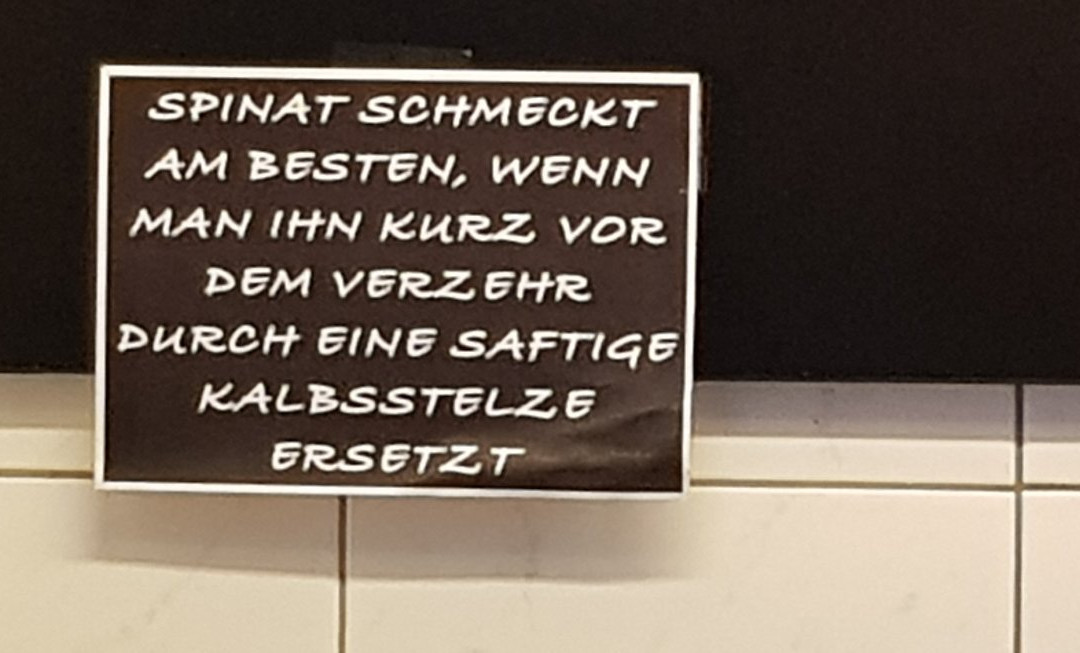 SPINAT SCHMECKT
AM BESTEN, WENN
MAN IHN KURZ VOR
DEM VERZEHR
DURCH EINE SAFTIGE
KALBSSTELZE
ERSETZT